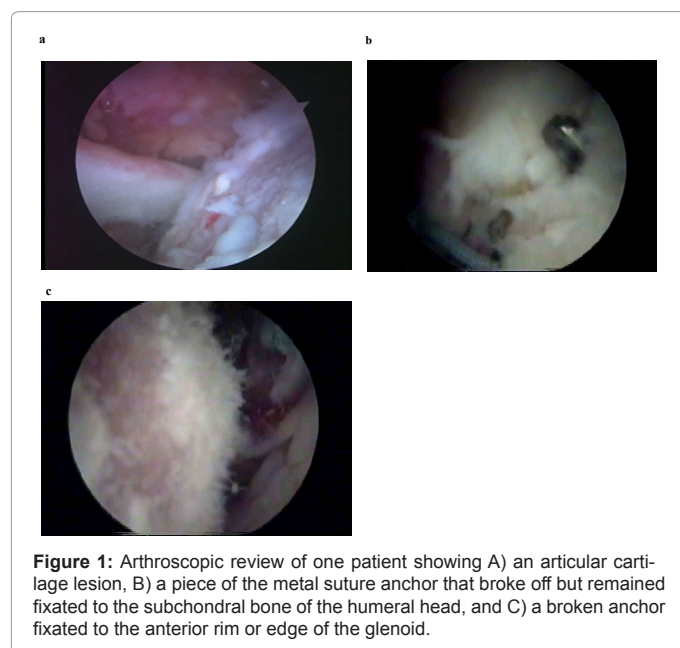 a
b
c
Figure 1: Arthroscopic review of one patient showing A) an articular carti-
lage lesion, B) a piece of the metal suture anchor that broke off but remained
fixated to the subchondral bone of the humeral head, and C) a broken anchor
fixated to the anterior rim or edge of the glenoid.